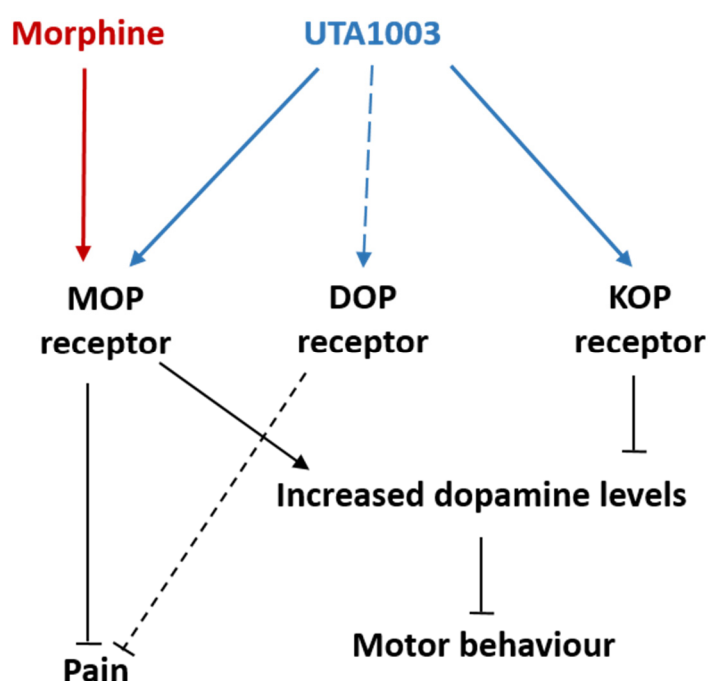 Morphine
UTA1003
MOP
receptor
DOP
receptor
KOP
receptor
Increased dopamine levels
Motor behaviour
Pain